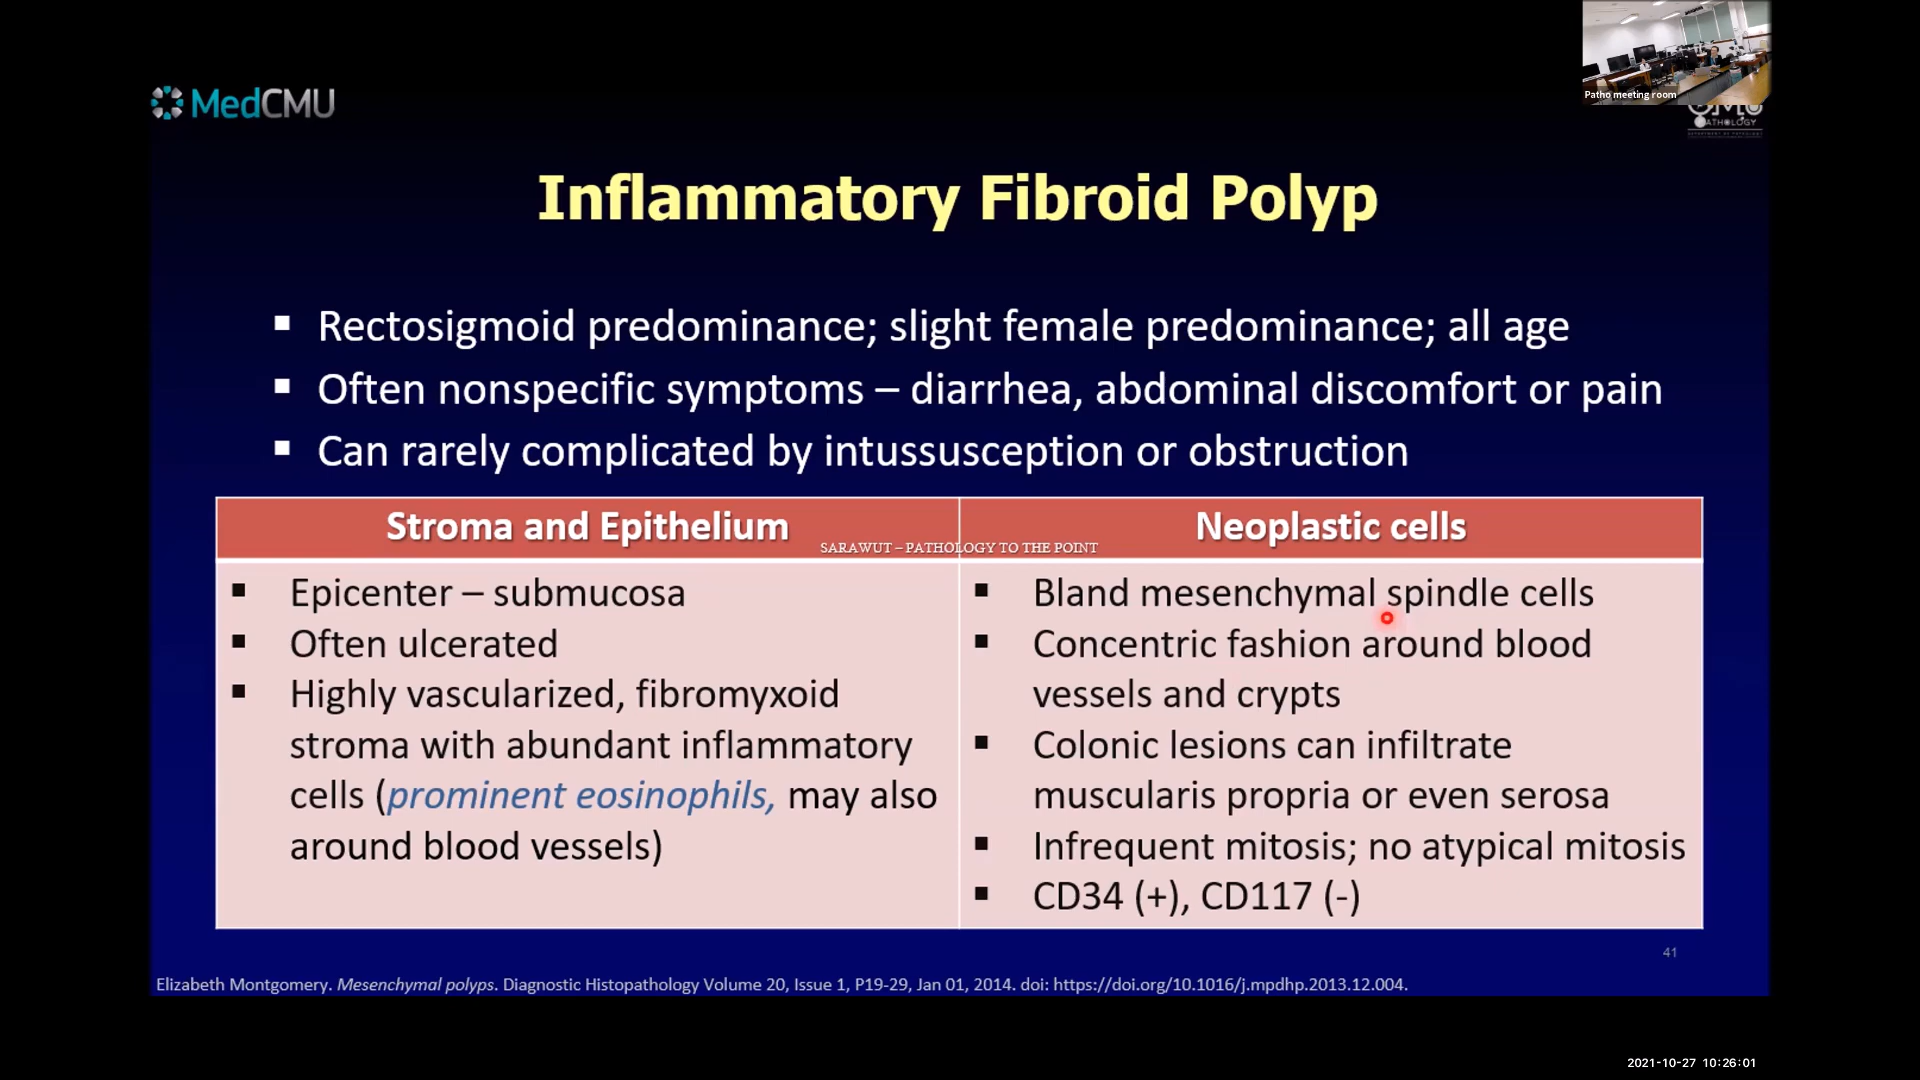 Patho meeting room
MedCMU
PATHOLOGY
Inflammatory Fibroid Polyp
▪ Rectosigmoid predominance; slight female predominance; all age
▪ Often nonspecific symptoms – diarrhea, abdominal discomfort or pain
▪ Can rarely complicated by intussusception or obstruction
Stroma and Epithelium
▪ Epicenter – submucosa
▪ Often ulcerated
▪ Highly vascularized, fibromyxoid
stroma with abundant inflammatory
cells (prominent eosinophils, may also
around blood vessels)
Neoplastic cells
▪ Bland mesenchymal spindle cells
▪ Concentric fashion around blood
vessels and crypts
▪ Colonic lesions can infiltrate
muscularis propria or even serosa
▪ Infrequent mitosis; no atypical mitosis
▪ CD34 (+), CD117 (-)
SARAWUT – PATHOLOGY TO THE POINT
41
Elizabeth Montgomery. Mesenchymal polyps. Diagnostic Histopathology Volume 20, Issue 1, P19-29, Jan 01, 2014. doi: https://doi.org/10.1016/j.mpdhp.2013.12.004.
2021-10-27 10:26:01